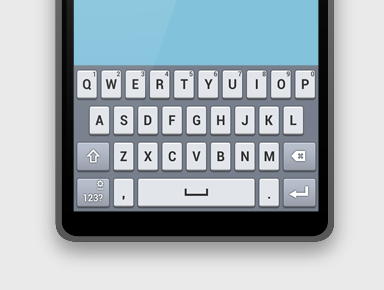 1 2 3 4 5 6 7 8 9 0
Q W E R T Y U I O P
A S D F G H J K L
Z X C V B N M
123? , .